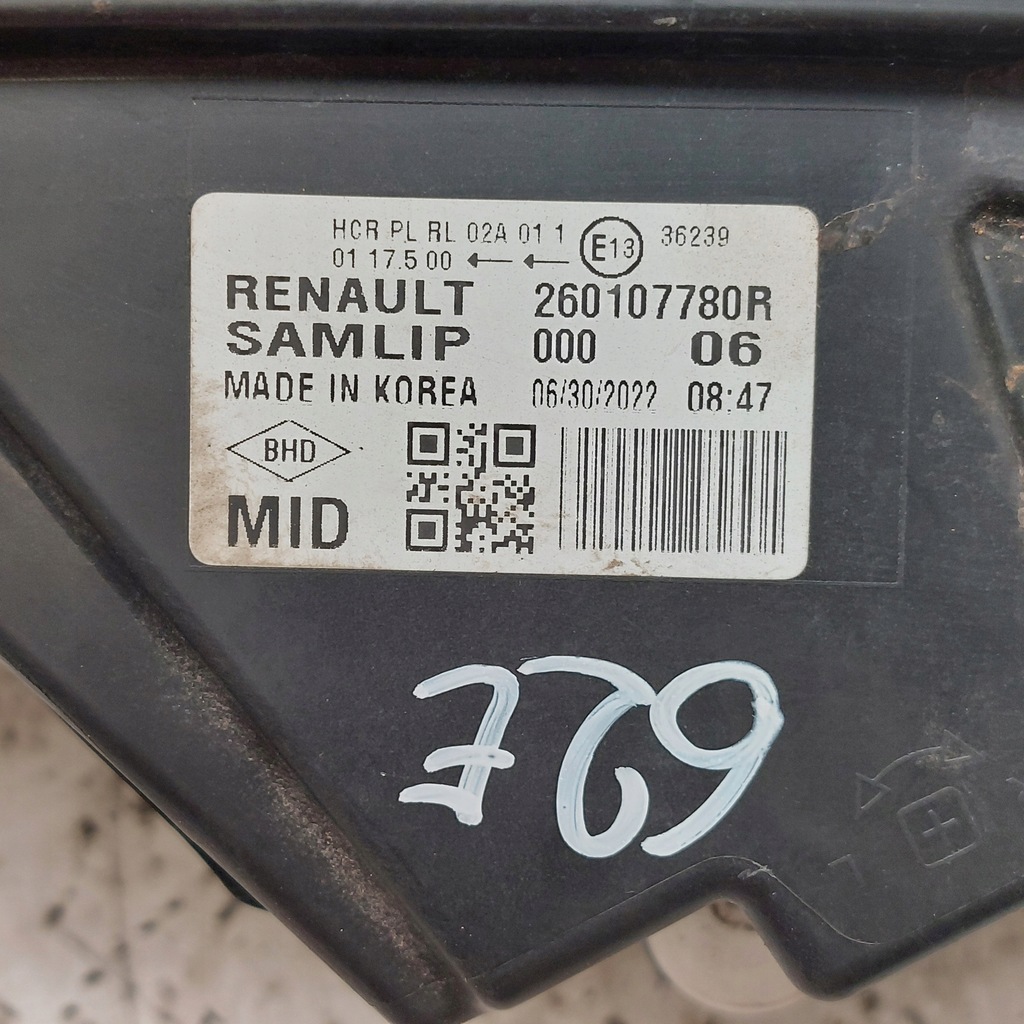 HCR PL RL 02A 01 1 E13 36239
01 17.5 00 ← ←
RENAULT 260107780R
SAMLIP 000 06
MADE IN KOREA 06/30/2022 08:47
BHD
MID
L